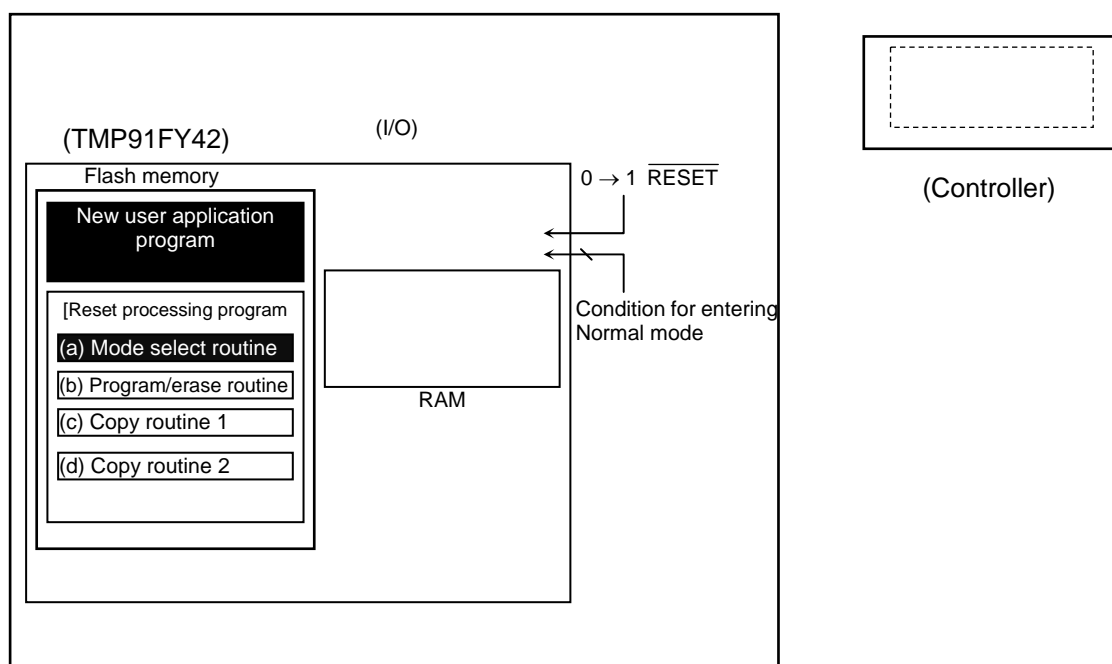 (TMP91FY42)
(I/O)
Flash memory
New user application
program
[Reset processing program
(a) Mode select routine
(b) Program/erase routine
(c) Copy routine 1
(d) Copy routine 2
RAM
0 → 1 RESET
Condition for entering
Normal mode
(Controller)